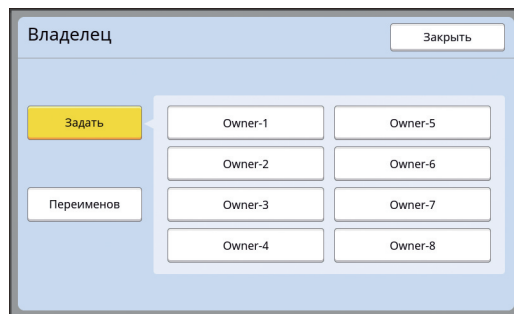 Владелец
Закрыть
Задать
Owner-1
Owner-5
Owner-2
Owner-6
Переименов
Owner-3
Owner-7
Owner-4
Owner-8